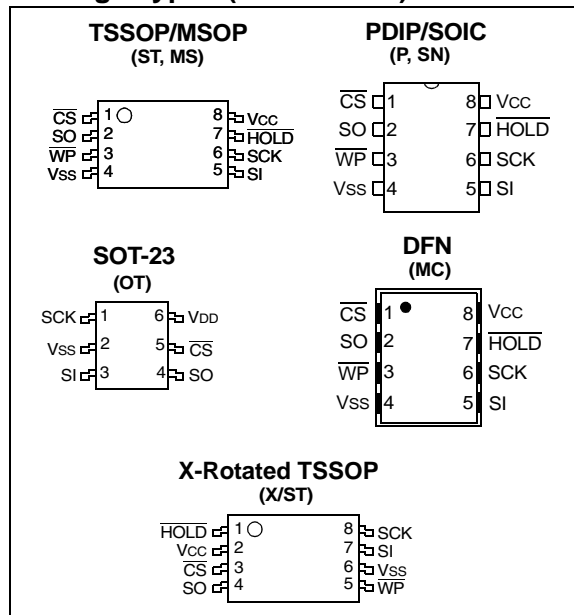 TSSOP/MSOP
(ST, MS)
CS 1 8 VCC
SO 2 7 HOLD
WP 3 6 SCK
VSS 4 5 SI
PDIP/SOIC
(P, SN)
CS 1 8 VCC
SO 2 7 HOLD
WP 3 6 SCK
VSS 4 5 SI
SOT-23
(OT)
SCK 1 6 VDD
VSS 2 5 CS
SI 3 4 SO
DFN
(MC)
CS 1 8 VCC
SO 2 7 HOLD
WP 3 6 SCK
VSS 4 5 SI
X-Rotated TSSOP
(X/ST)
HOLD 1 8 SCK
VCC 2 7 SI
CS 3 6 VSS
SO 4 5 WP